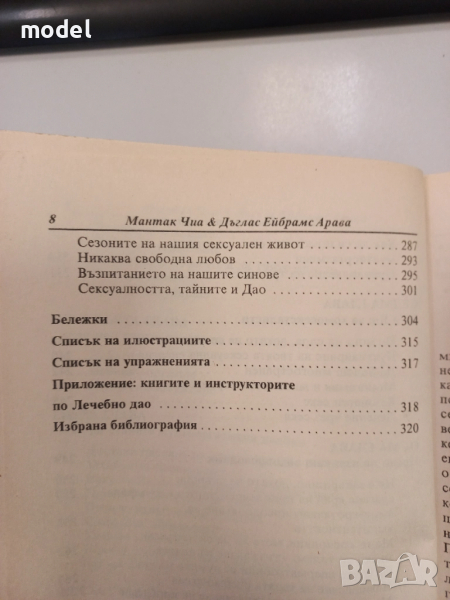 model
8 Мантак Чиа & Дъглас Ейбрамс Арава
Сезоните на нашия сексуален живот . . . . . . . . . . . . 287
Никаква свободна любов . . . . . . . . . . . . . . . . . . . . . 293
Възпитанието на нашите синове . . . . . . . . . . . . . . . 295
Сексуалността, тайните и Дао . . . . . . . . . . . . . . . . . 301
Бележки . . . . . . . . . . . . . . . . . . . . . . . . . . . . . . . . . . . 304
Списък на илюстрациите . . . . . . . . . . . . . . . . . . . . . 315
Списък на упражненията . . . . . . . . . . . . . . . . . . . . . 317
Приложение: книгите и инструкторите
по Лечебно дао . . . . . . . . . . . . . . . . . . . . . . . . . . . . . 318
Избрана библиография . . . . . . . . . . . . . . . . . . . . . . . 320
BAZAR